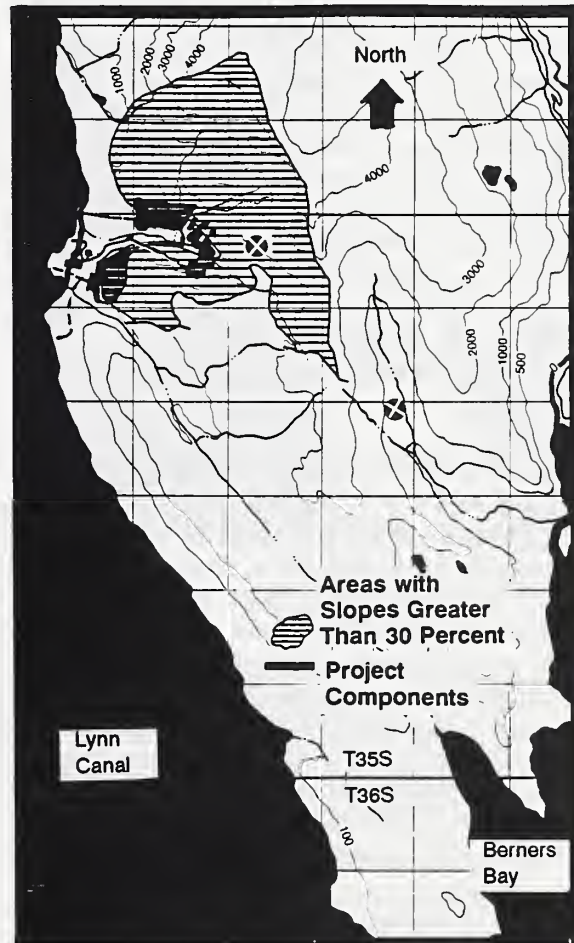 1000
2000
3000
4000
North
4000
3000
2000
1000
500
Areas with
Slopes Greater
Than 30 Percent
Project
Components
Lynn
Canal
T35S
T36S
100
Berners
Bay